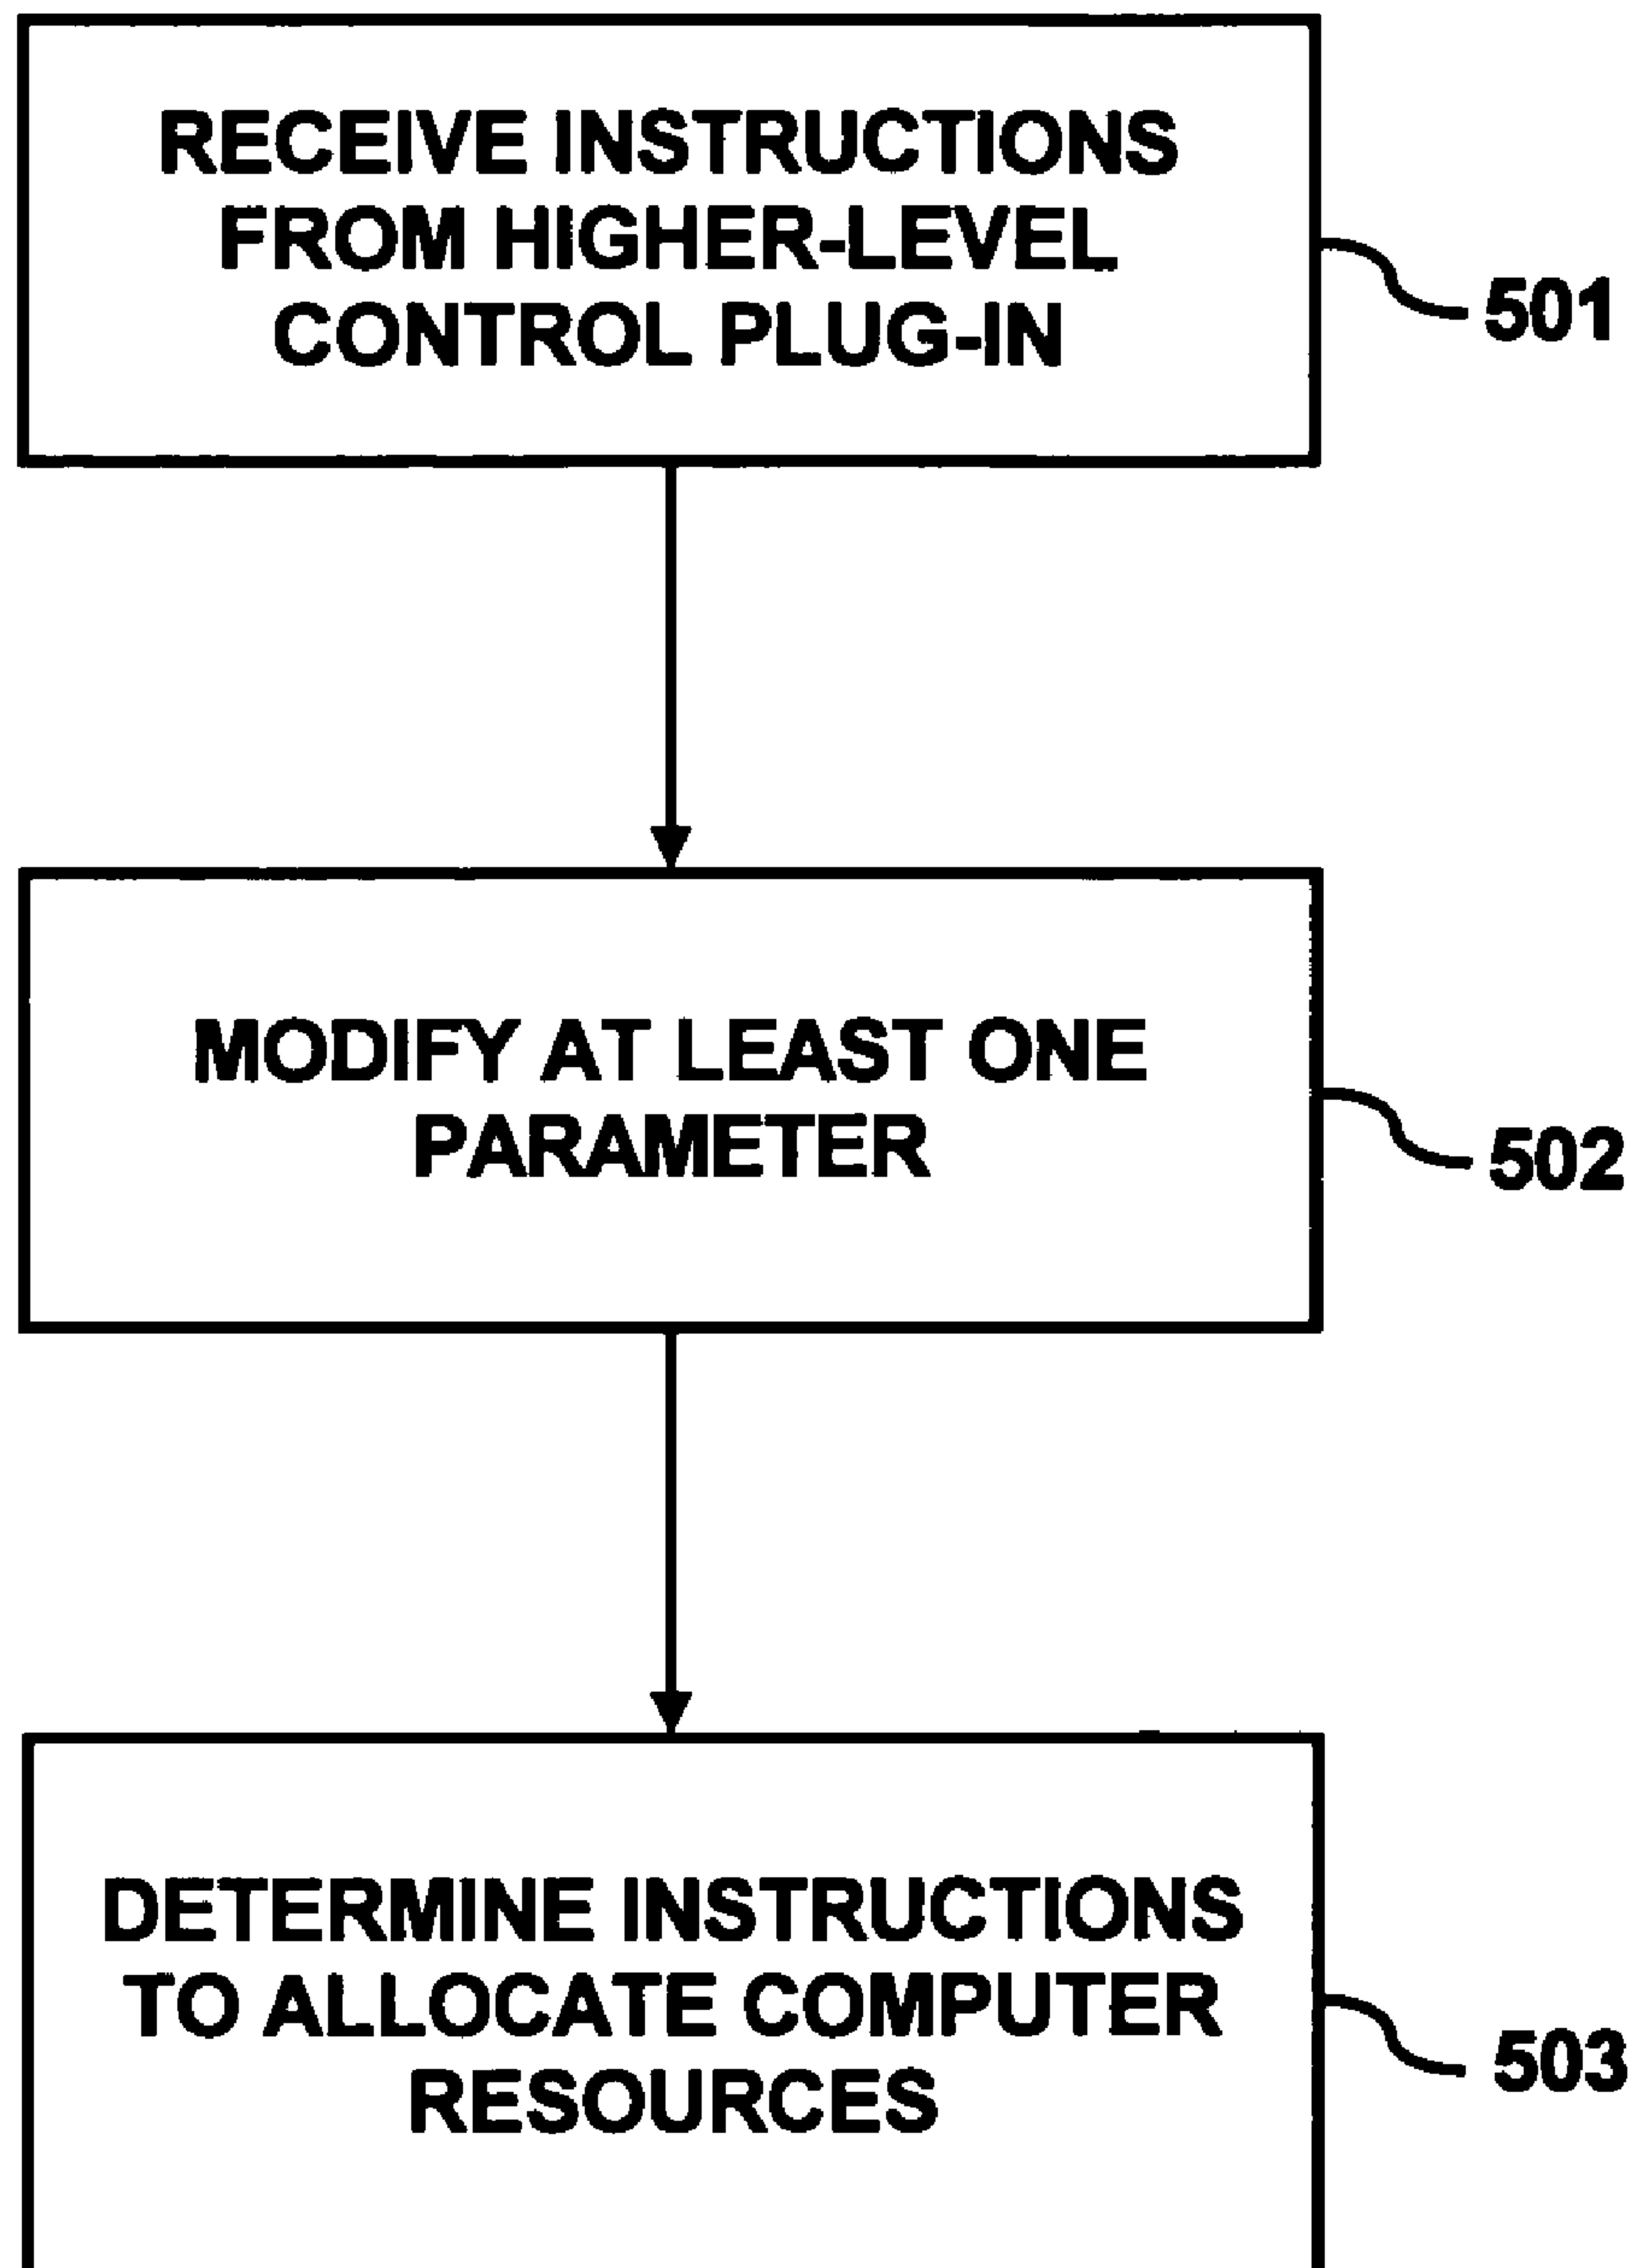 RECEIVE INSTRUCTIONS
FROM HIGHER-LEVEL
CONTROL PLUG-IN
501
MODIFY AT LEAST ONE
PARAMETER
502
DETERMINE INSTRUCTIONS
TO ALLOCATE COMPUTER
RESOURCES
503